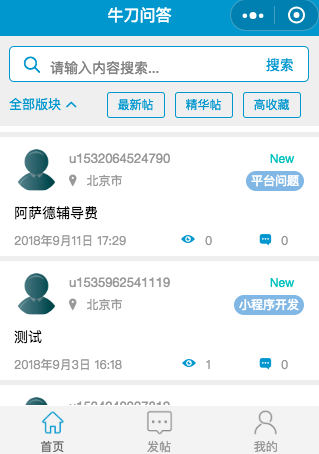 牛刀问答
请输入内容搜索...
搜索
全部版块
最新帖
精华帖
高收藏
u1532064524790
New
北京市
平台问题
阿萨德辅导费
2018年9月11日 17:29
0
0
u1535962541119
New
北京市
小程序开发
测试
2018年9月3日 16:18
1
0
首页
发帖
我的